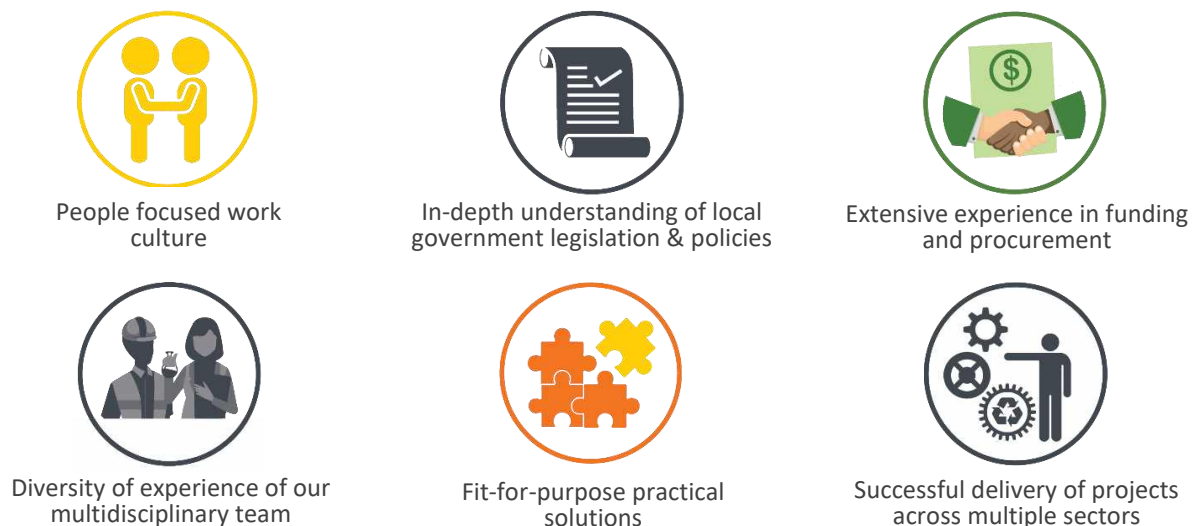 $
People focused work
culture
In-depth understanding of local
government legislation & policies
Extensive experience in funding
and procurement
Diversity of experience of our
multidisciplinary team
Fit-for-purpose practical
solutions
Successful delivery of projects
across multiple sectors